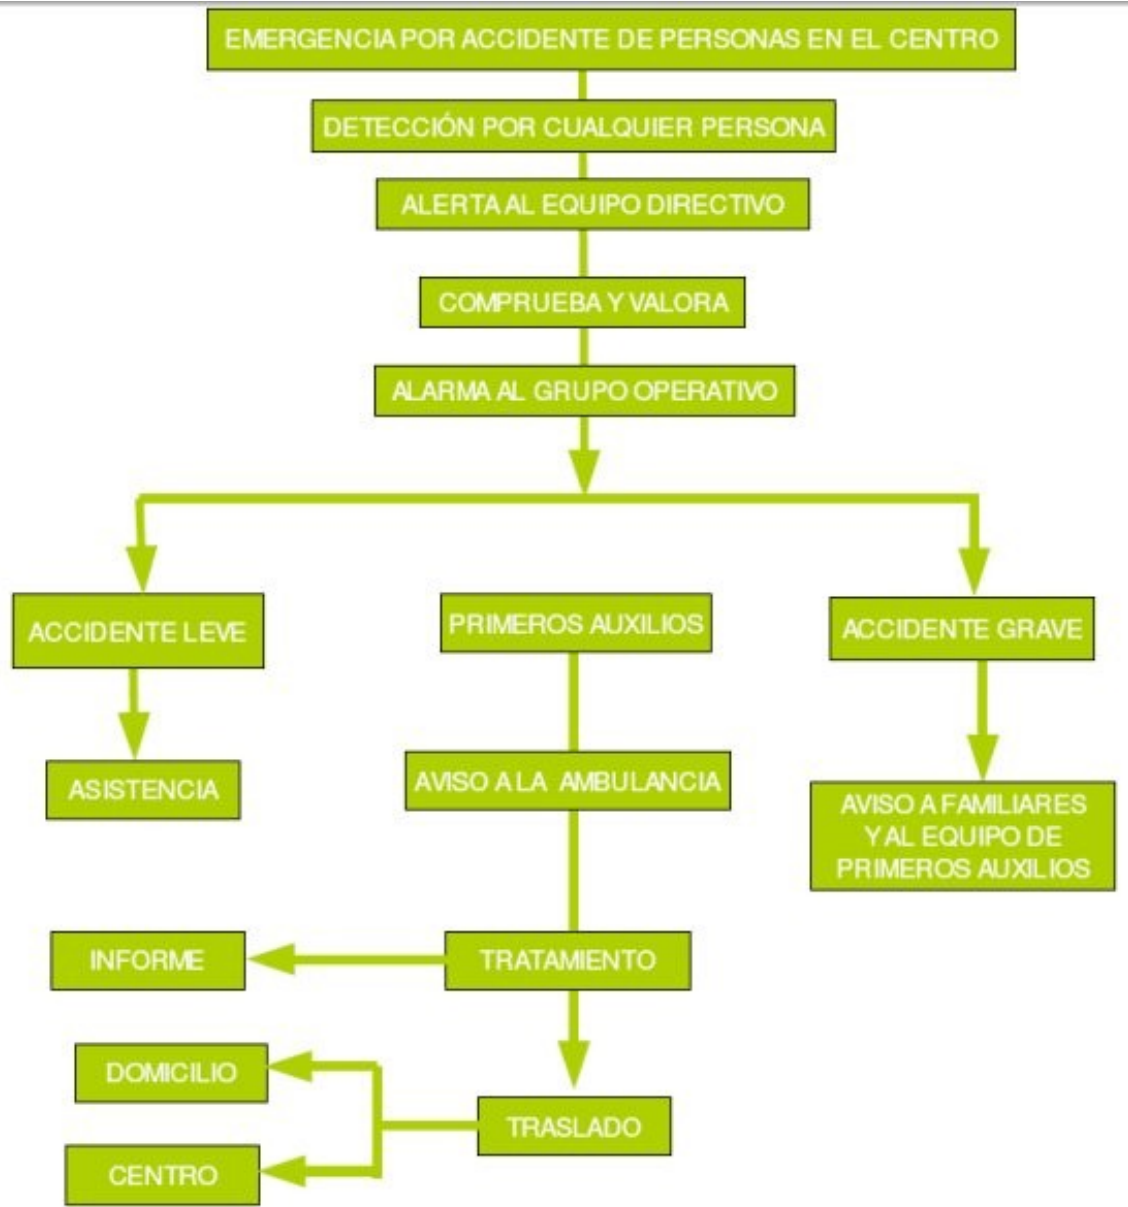 EMERGENCIA POR ACCIDENTE DE PERSONAS EN EL CENTRO
DETECCIÓN POR CUALQUIER PERSONA
ALERTA AL EQUIPO DIRECTIVO
COMPRUEBA Y VALORA
ALARMA AL GRUPO OPERATIVO
ACCIDENTE LEVE
PRIMEROS AUXILIOS
ACCIDENTE GRAVE
ASISTENCIA
AVISO A LA AMBULANCIA
AVISO A FAMILIARES
Y AL EQUIPO DE
PRIMEROS AUXILIOS
INFORME
TRATAMIENTO
DOMICILIO
TRASLADO
CENTRO